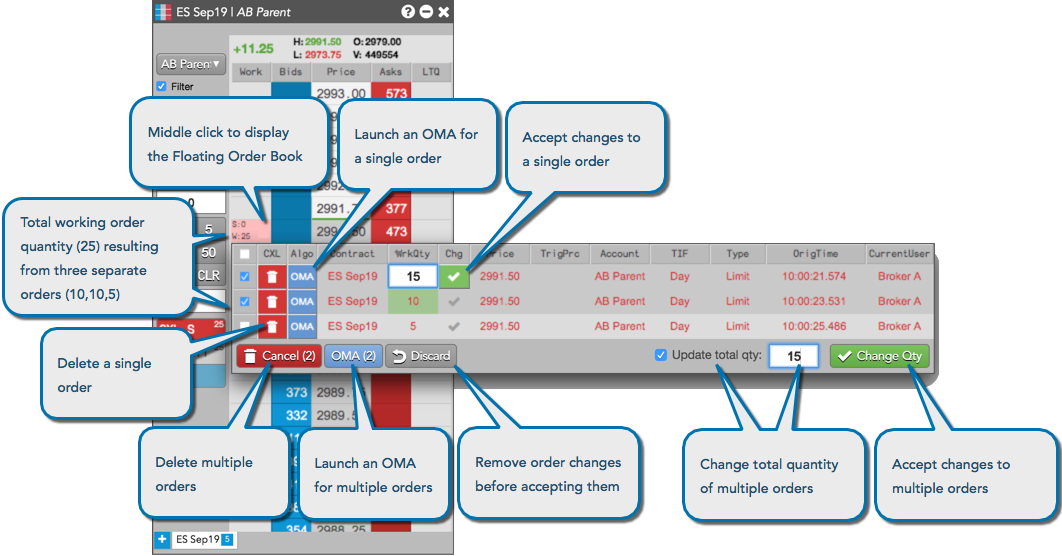 ES Sep19 | AB Parent
+11.25 H: 2991.50 O: 2979.00
L: 2973.75 V: 449554
AB Parent
Filter
Work Bids Price Asks LTQ
2993.00 573
Middle click to display
the Floating Order Book
Launch an OMA for
a single order
Accept changes to
a single order
2991.7 377
S:0
W:25
473
5
50
CLR
Total working order
quantity (25) resulting
from three separate
orders (10,10,5)
CXL Algo Contract WrkQty Chg Price TrigPrc Account TIF Type OrigTime CurrentUser
OMA ES Sep19 15 2991.50 AB Parent Day Limit 10:00:21.574 Broker A
OMA ES Sep19 10 2991.50 AB Parent Day Limit 10:00:23.531 Broker A
OMA ES Sep19 5 2991.50 AB Parent Day Limit 10:00:25.486 Broker A
S 25
25
Cancel (2) OMA (2) Discard Update total qty: 15 Change Qty
Delete a single
order
373 2989.
332 2989.5
Delete multiple
orders
Launch an OMA
for multiple orders
Remove order changes
before accepting them
Change total quantity
of multiple orders
Accept changes to
multiple orders
354 2988.25
+ ES Sep19 5